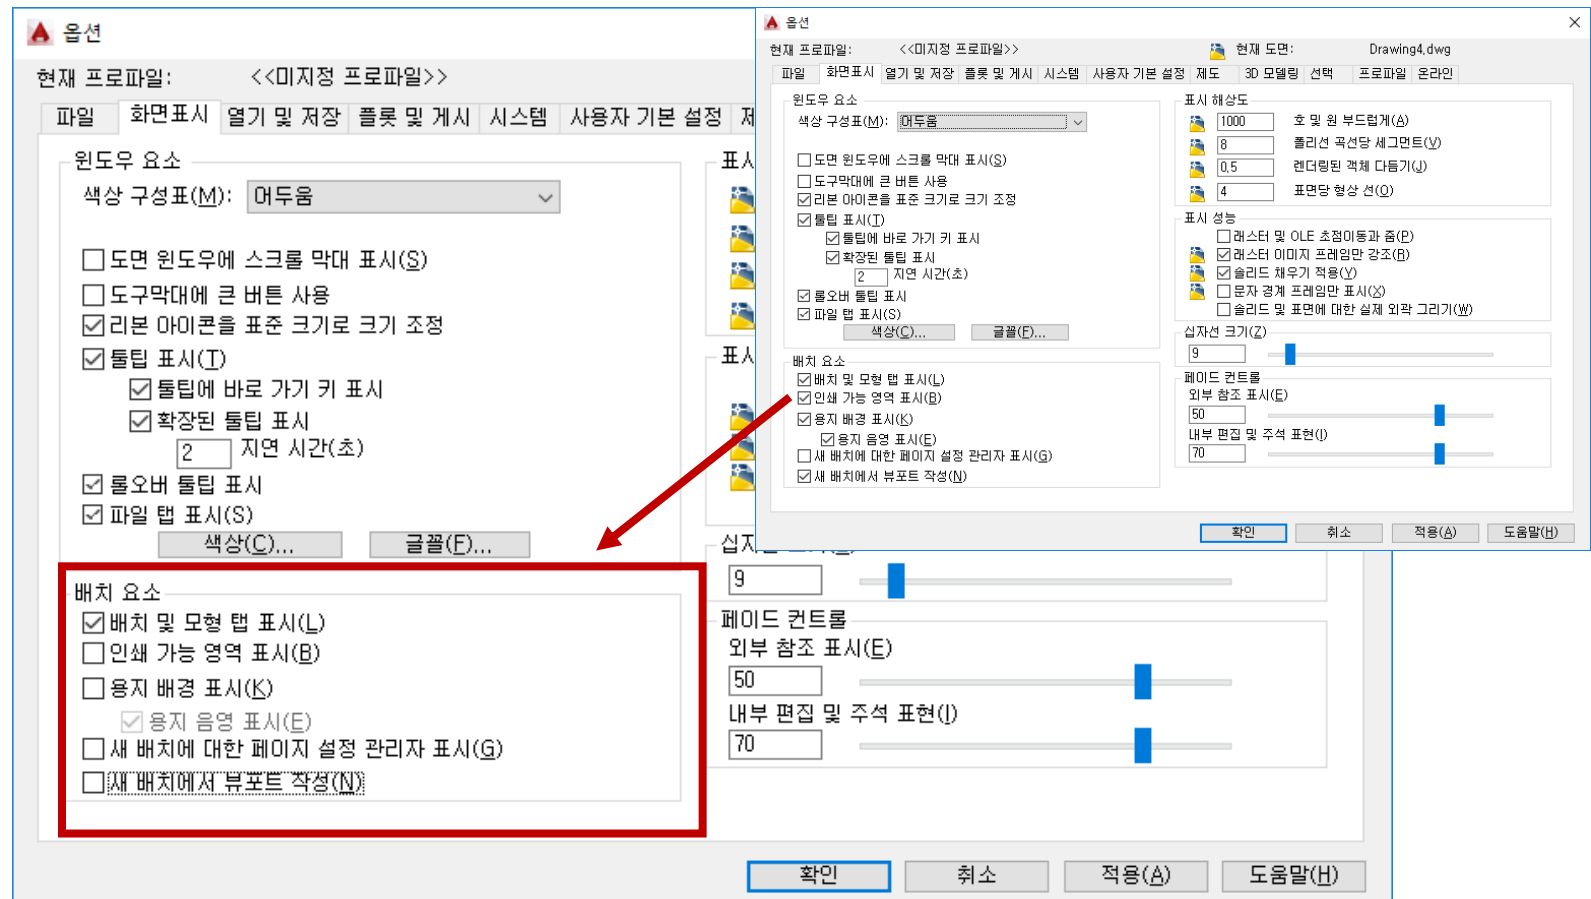 옵션
현재 프로파일: <<미지정 프로파일>>
파일 화면표시 열기 및 저장 플롯 및 게시 시스템 사용자 기본 설정 제
윈도우 요소
색상 구성표(M): 어두움
도면 윈도우에 스크롤 막대 표시(S)
도구막대에 큰 버튼 사용
리본 아이콘을 표준 크기로 크기 조정
툴팁 표시(T)
툴팁에 바로 가기 키 표시
확장된 툴팁 표시
2 지연 시간(초)
롤오버 툴팁 표시
파일 탭 표시(S)
색상(C)... 글꼴(F)...
배치 요소
배치 및 모형 탭 표시(L)
인쇄 가능 영역 표시(B)
용지 배경 표시(K)
용지 음영 표시(E)
새 배치에 대한 페이지 설정 관리자 표시(G)
새 배치에서 뷰포트 작성(N)
표시
표시
십자
9
페이드 컨트롤
외부 참조 표시(E)
50
내부 편집 및 주석 표현(I)
70
확인 취소 적용(A) 도움말(H)
옵션
현재 프로파일: <<미지정 프로파일>> 현재 도면: Drawing4.dwg
파일 화면표시 열기 및 저장 플롯 및 게시 시스템 사용자 기본 설정 제도 3D 모델링 선택 프로파일 온라인
윈도우 요소
색상 구성표(M): 어두움
도면 윈도우에 스크롤 막대 표시(S)
도구막대에 큰 버튼 사용
리본 아이콘을 표준 크기로 크기 조정
툴팁 표시(T)
툴팁에 바로 가기 키 표시
확장된 툴팁 표시
2 지연 시간(초)
롤오버 툴팁 표시
파일 탭 표시(S)
색상(C)... 글꼴(F)...
배치 요소
배치 및 모형 탭 표시(L)
인쇄 가능 영역 표시(B)
용지 배경 표시(K)
용지 음영 표시(E)
새 배치에 대한 페이지 설정 관리자 표시(G)
새 배치에서 뷰포트 작성(N)
표시 해상도
1000 호 및 원 부드럽게(A)
8 폴리선 곡선당 세그먼트(V)
0.5 렌더링된 객체 다듬기(J)
4 표면당 형상 선(O)
표시 성능
래스터 및 OLE 초점이동과 줌(P)
래스터 이미지 프레임만 강조(R)
솔리드 채우기 적용(Y)
문자 경계 프레임만 표시(X)
솔리드 및 표면에 대한 실제 외곽 그리기(W)
십자선 크기(Z)
9
페이드 컨트롤
외부 참조 표시(E)
50
내부 편집 및 주석 표현(I)
70
확인 취소 적용(A) 도움말(H)